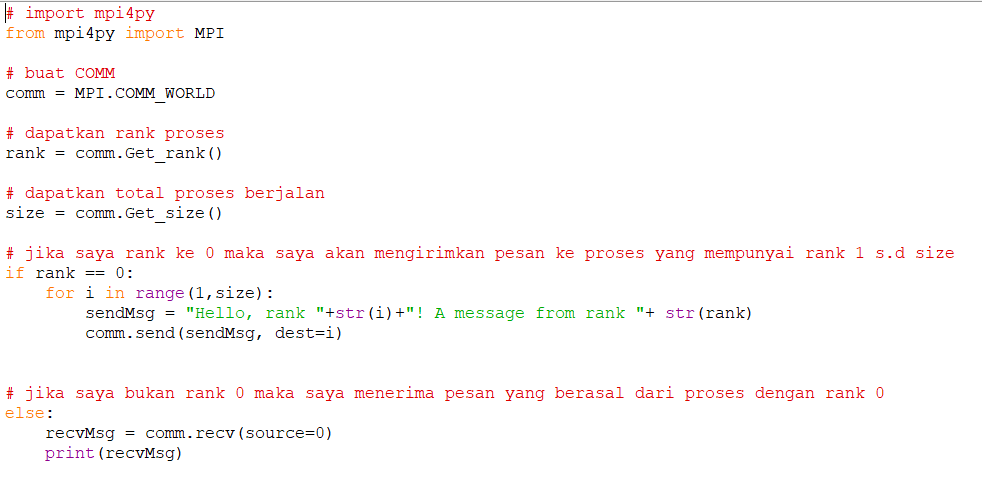 # import mpi4py
from mpi4py import MPI
# buat COMM
comm = MPI.COMM_WORLD
# dapatkan rank proses
rank = comm.Get_rank()
# dapatkan total proses berjalan
size = comm.Get_size()
# jika saya rank ke 0 maka saya akan mengirimkan pesan ke proses yang mempunyai rank 1 s.d size
if rank == 0:
    for i in range(1,size):
        sendMsg = "Hello, rank "+str(i)+"! A message from rank "+ str(rank)
        comm.send(sendMsg, dest=i)
# jika saya bukan rank 0 maka saya menerima pesan yang berasal dari proses dengan rank 0
else:
    recvMsg = comm.recv(source=0)
    print(recvMsg)